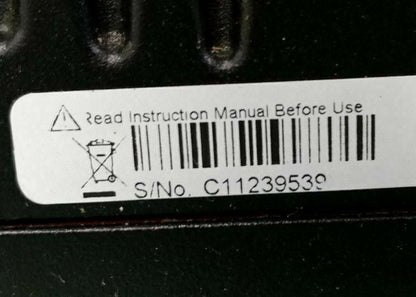 Read Instruction Manual Before Use
S/No. C11239539